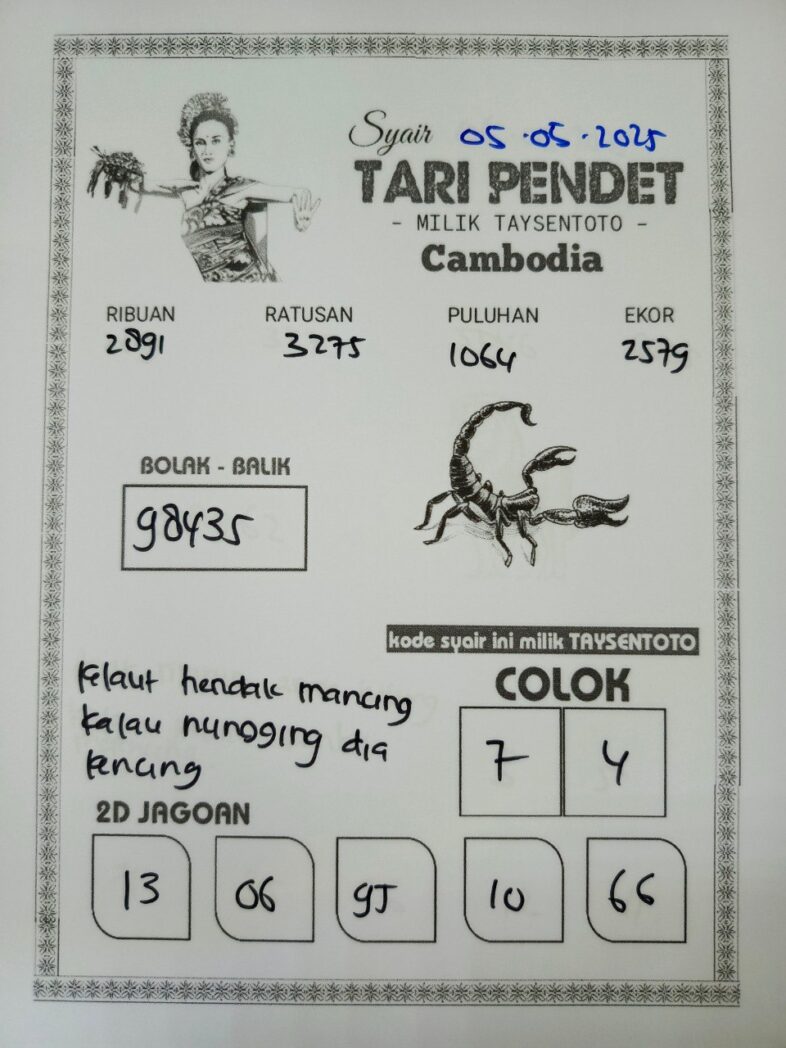 Syair 05·05·2025
TARI PENDET
- MILIK TAYSENTOTO -
Cambodia
RIBUAN RATUSAN PULUHAN EKOR
2891 3275 1064 2579
BOLAK - BALIK
98435
kode syair ini milik TAYSENTOTO
kelaut hendak mancing
kalau nungging dia
kencing
COLOK
7 4
2D JAGOAN
13 06 95 10 66